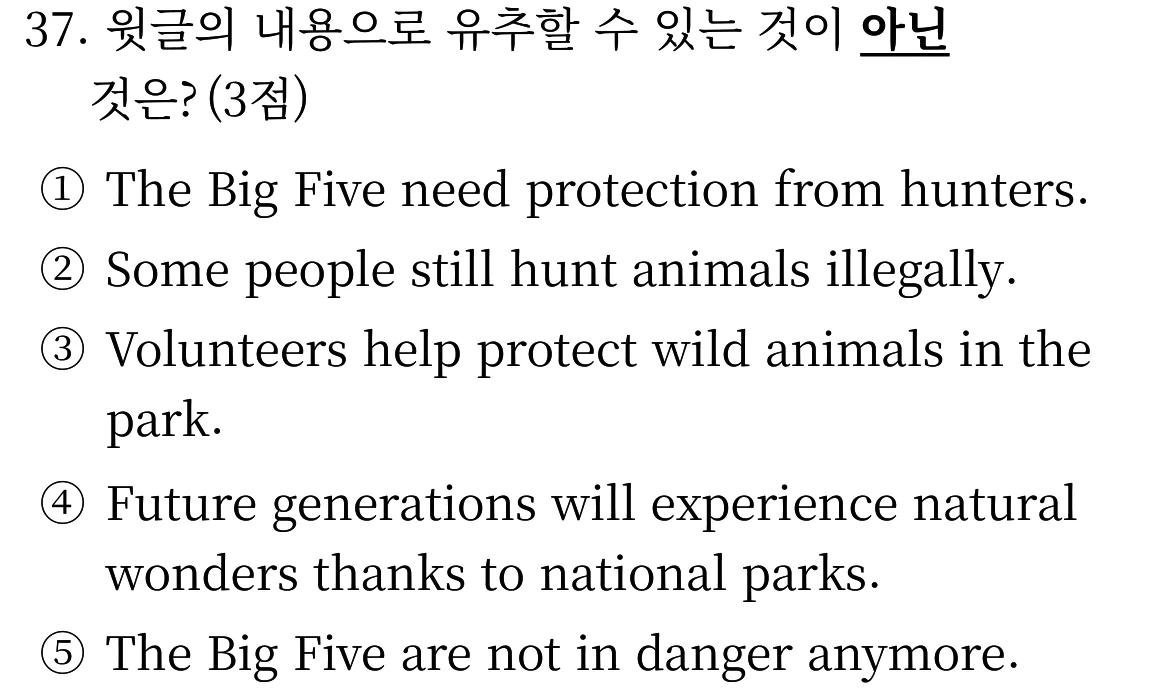 37. 윗글의 내용으로 유추할 수 있는 것이 아닌
것은?(3점)
① The Big Five need protection from hunters.
② Some people still hunt animals illegally.
③ Volunteers help protect wild animals in the
park.
④ Future generations will experience natural
wonders thanks to national parks.
⑤ The Big Five are not in danger anymore.